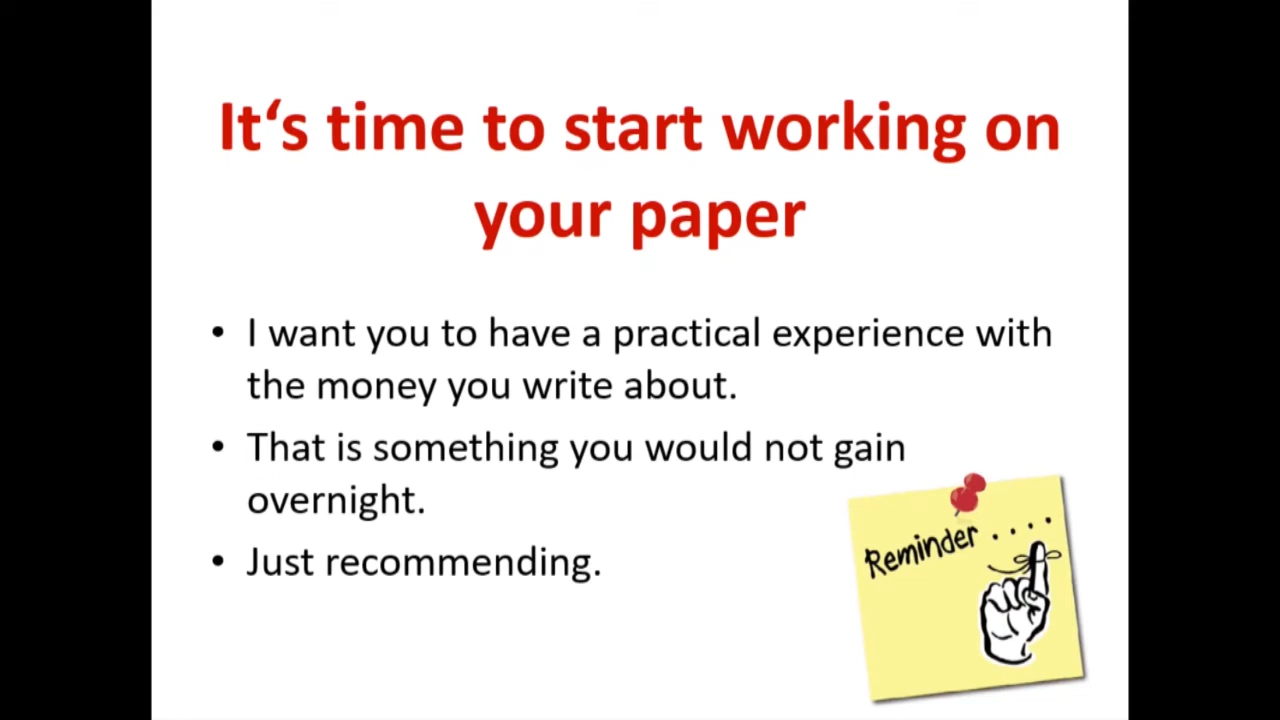 It‘s time to start working on
your paper
• I want you to have a practical experience with
the money you write about.
• That is something you would not gain
overnight.
• Just recommending.
Reminder . . . .